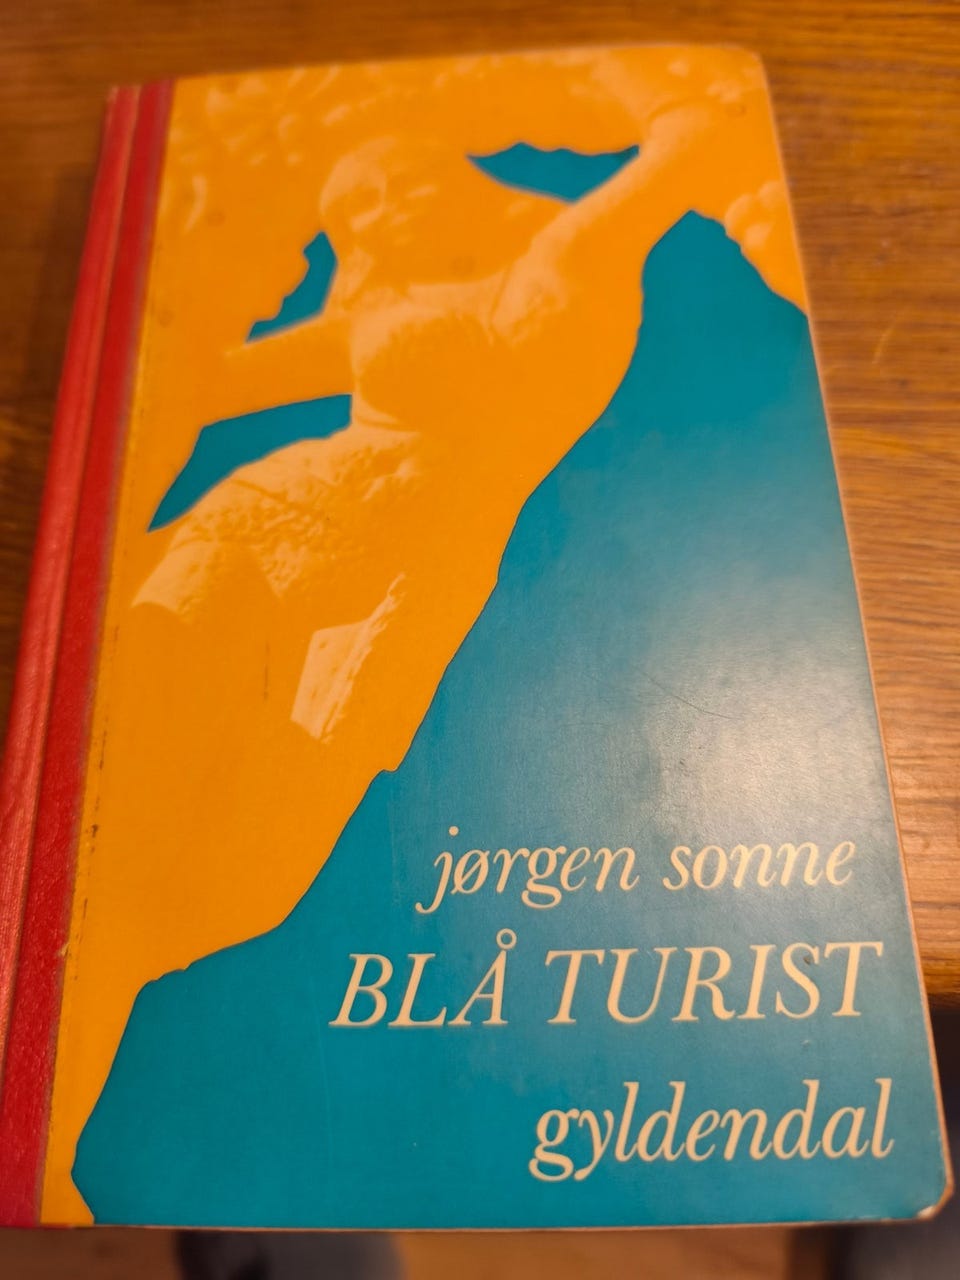 jørgen sonne
BLÅ TURIST
gyldendal